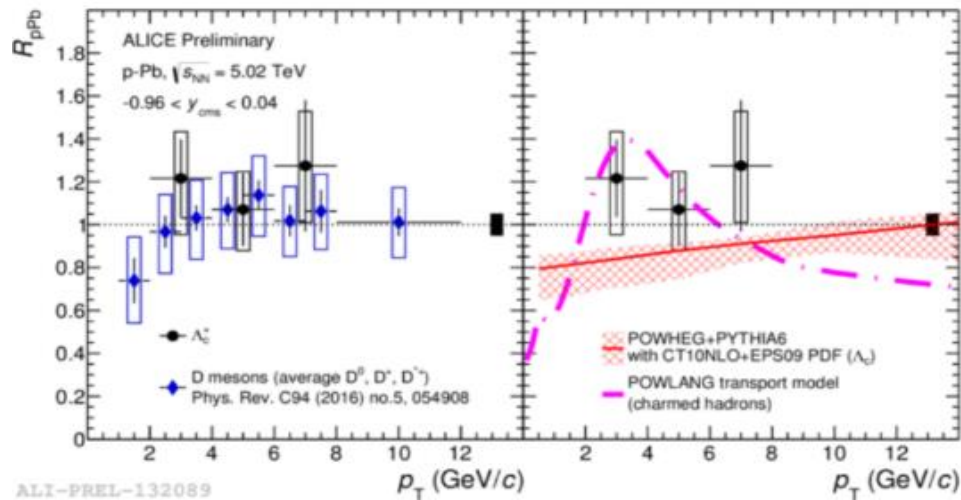 R_pPb
1.8
1.6
1.4
1.2
1
0.8
0.6
0.4
0.2
0
ALICE Preliminary
p-Pb, √s_NN = 5.02 TeV
-0.96 < y_cms < 0.04
Λ_c^+
D mesons (average D^0, D^+, D^*+)
Phys. Rev. C94 (2016) no.5, 054908
2 4 6 8 10 12
p_T (GeV/c)
POWHEG+PYTHIA6
with CT10NLO+EPS09 PDF (Λ_c)
POWLANG transport model
(charmed hadrons)
2 4 6 8 10 12
p_T (GeV/c)
ALI-PREL-132089